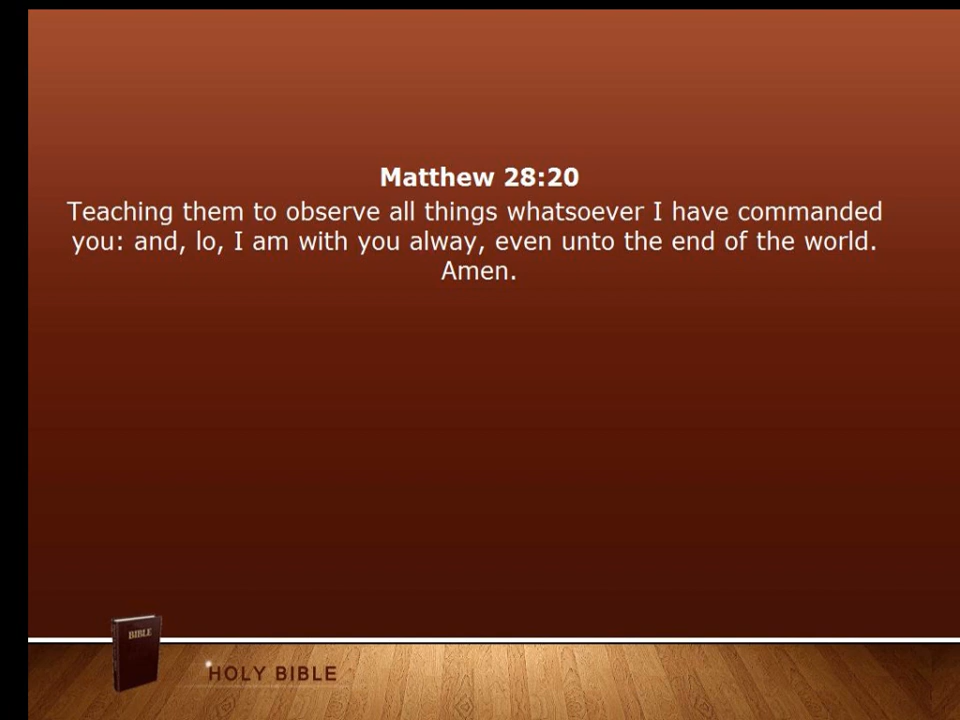 Matthew 28:20
Teaching them to observe all things whatsoever I have commanded
you: and, lo, I am with you alway, even unto the end of the world.
Amen.
BIBLE
HOLY BIBLE